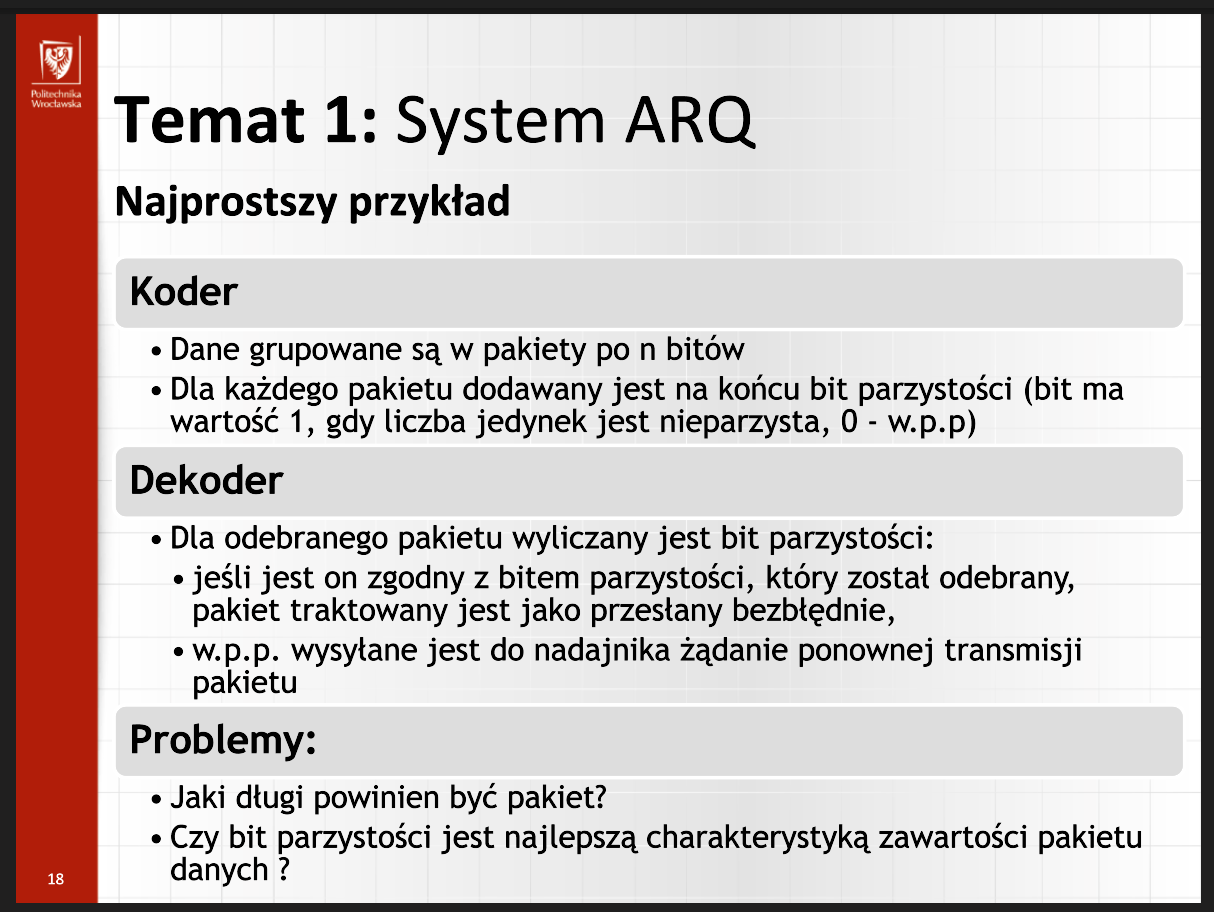 Politechnika
Wrocławska
Temat 1: System ARQ
Najprostszy przykład
Koder
• Dane grupowane są w pakiety po n bitów
• Dla każdego pakietu dodawany jest na końcu bit parzystości (bit ma
wartość 1, gdy liczba jedynek jest nieparzysta, 0 - w.p.p)
Dekoder
• Dla odebranego pakietu wyliczany jest bit parzystości:
• jeśli jest on zgodny z bitem parzystości, który został odebrany,
pakiet traktowany jest jako przesłany bezbłędnie,
• w.p.p. wysyłane jest do nadajnika żądanie ponownej transmisji
pakietu
Problemy:
• Jaki długi powinien być pakiet?
• Czy bit parzystości jest najlepszą charakterystyką zawartości pakietu
danych ?
18